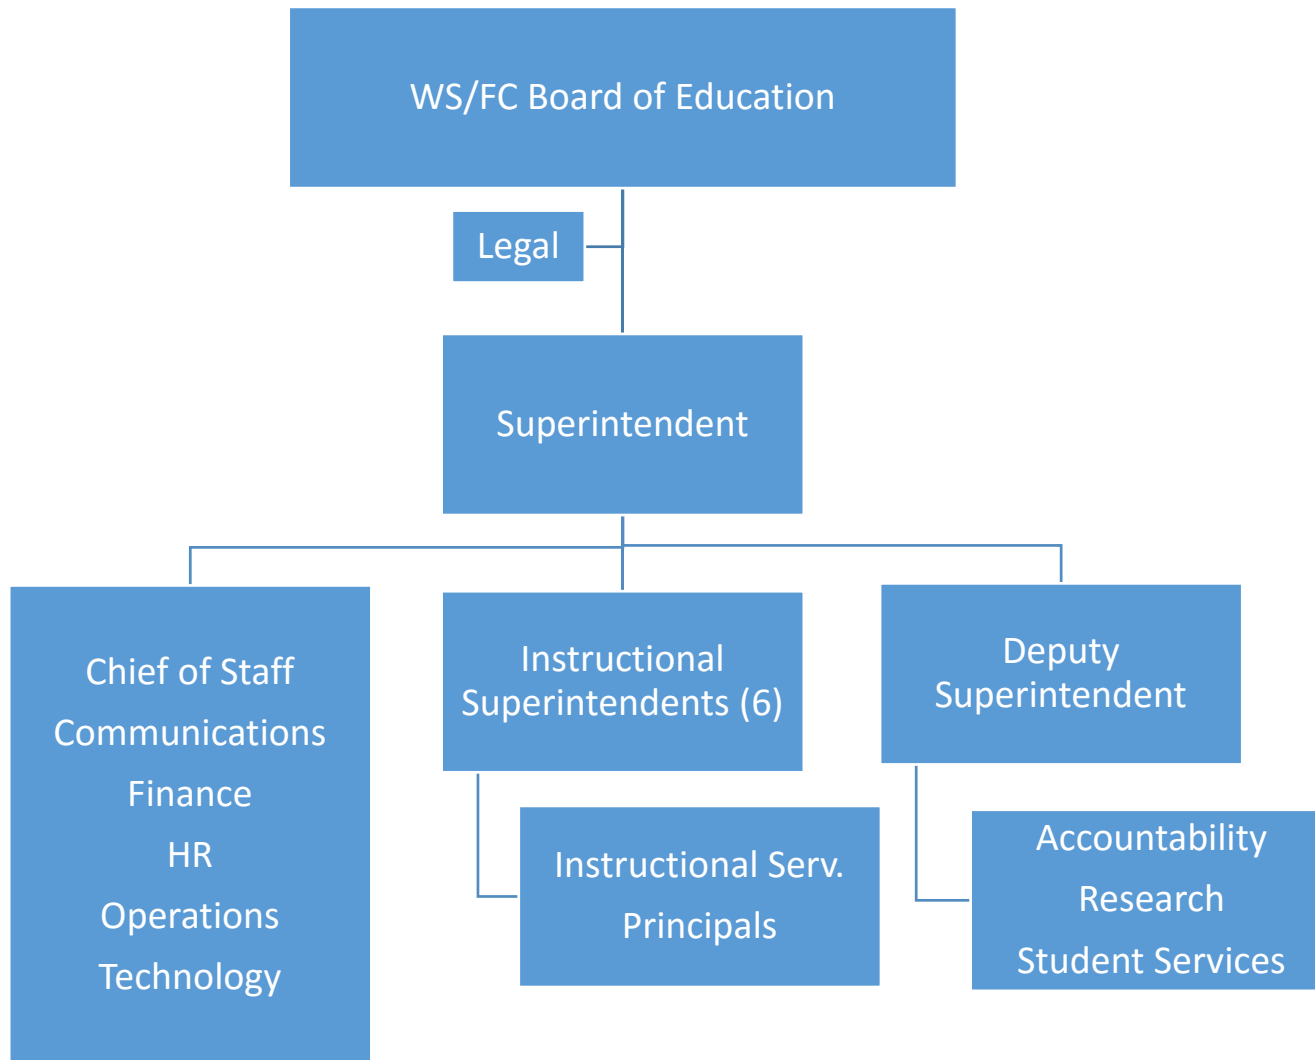 WS/FC Board of Education
Legal
Superintendent
Chief of Staff
Communications
Finance
HR
Operations
Technology
Instructional
Superintendents (6)
Instructional Serv.
Principals
Deputy
Superintendent
Accountability
Research
Student Services